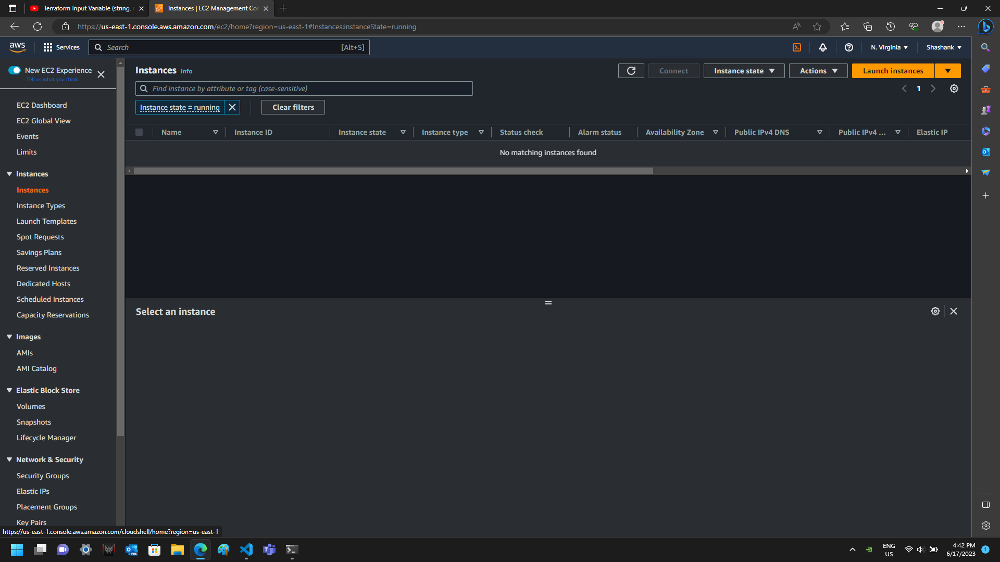 Terraform Input Variable (string,
Instances | EC2 Management Co
https://us-east-1.console.aws.amazon.com/ec2/home?region=us-east-1#Instances:instanceState=running
aws
Services
Search
[Alt+S]
N. Virginia
Shashank
New EC2 Experience
Tell us what you think
EC2 Dashboard
EC2 Global View
Events
Limits
Instances
Instances
Instance Types
Launch Templates
Spot Requests
Savings Plans
Reserved Instances
Dedicated Hosts
Scheduled Instances
Capacity Reservations
Images
AMIs
AMI Catalog
Elastic Block Store
Volumes
Snapshots
Lifecycle Manager
Network & Security
Security Groups
Elastic IPs
Placement Groups
Key Pairs
https://us-east-1.console.aws.amazon.com/cloudshell/home?region=us-east-1
Instances Info
Connect
Instance state
Actions
Launch instances
Find instance by attribute or tag (case-sensitive)
1
Instance state = running
Clear filters
Name
Instance ID
Instance state
Instance type
Status check
Alarm status
Availability Zone
Public IPv4 DNS
Public IPv4 ...
Elastic IP
No matching instances found
Select an instance
PRE
ENG
US
4:42 PM
6/17/2023
1